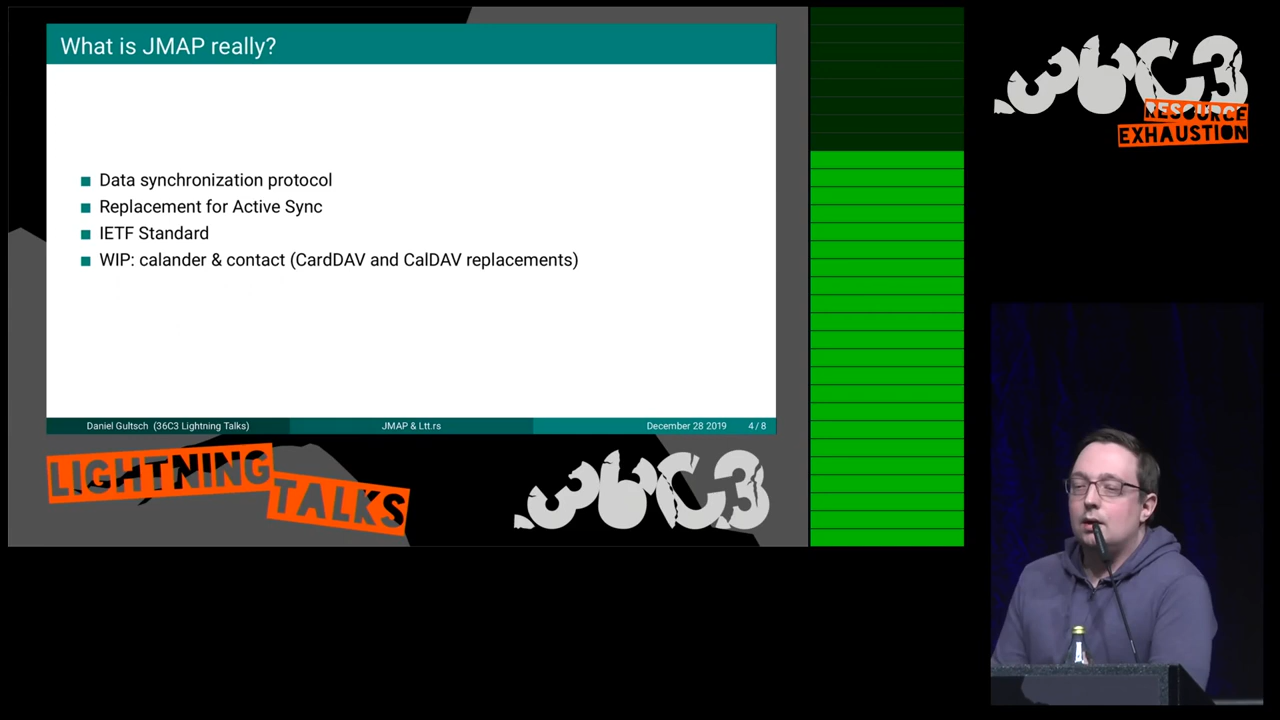 What is JMAP really?
Data synchronization protocol
Replacement for Active Sync
IETF Standard
WIP: calander & contact (CardDAV and CalDAV replacements)
Daniel Gultsch (36C3 Lightning Talks) JMAP & Ltt.rs December 28 2019 4 / 8
LIGHTNING
TALKS
36C3
36C3
RESOURCE
EXHAUSTION